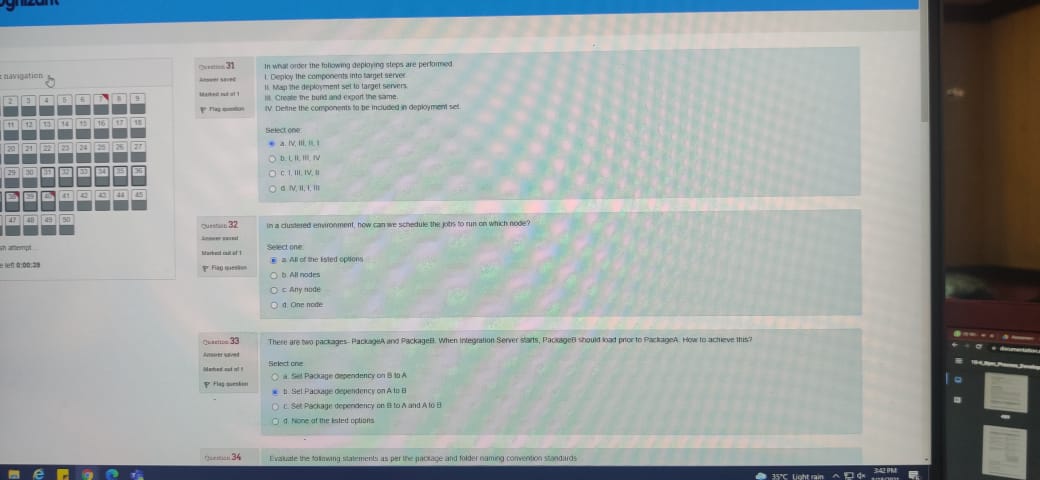 navigation
2 3 4 5 6 7 8 9
11 12 13 14 15 16 17 18
20 21 22 23 24 25 26 27
29 30 31 32 33 34 35 36
38 39 40 41 42 43 44 45
47 48 49 50
attempt
left 0:00:39
Question 31
Answer saved
Marked out of 1
Flag question
In what order the following deploying steps are performed
I. Deploy the components into target server
II. Map the deployment set to target servers.
III. Create the build and export the same.
IV. Define the components to be included in deployment set
Select one:
a. IV, III, II, I
b. I, II, III, IV
c. I, III, IV, II
d. IV, II, I, III
Question 32
Answer saved
Marked out of 1
Flag question
In a clustered environment, how can we schedule the jobs to run on which node?
Select one:
a. All of the listed options
b. All nodes
c. Any node
d. One node
Question 33
Answer saved
Marked out of 1
Flag question
There are two packages- PackageA and PackageB. When Integration Server starts, PackageB should load prior to PackageA. How to achieve this?
Select one:
a. Set Package dependency on B to A
b. Set Package dependency on A to B
c. Set Package dependency on B to A and A to B
d. None of the listed options
Question 34
Evaluate the following statements as per the package and folder naming convention standards
35°C Light rain
3:42 PM